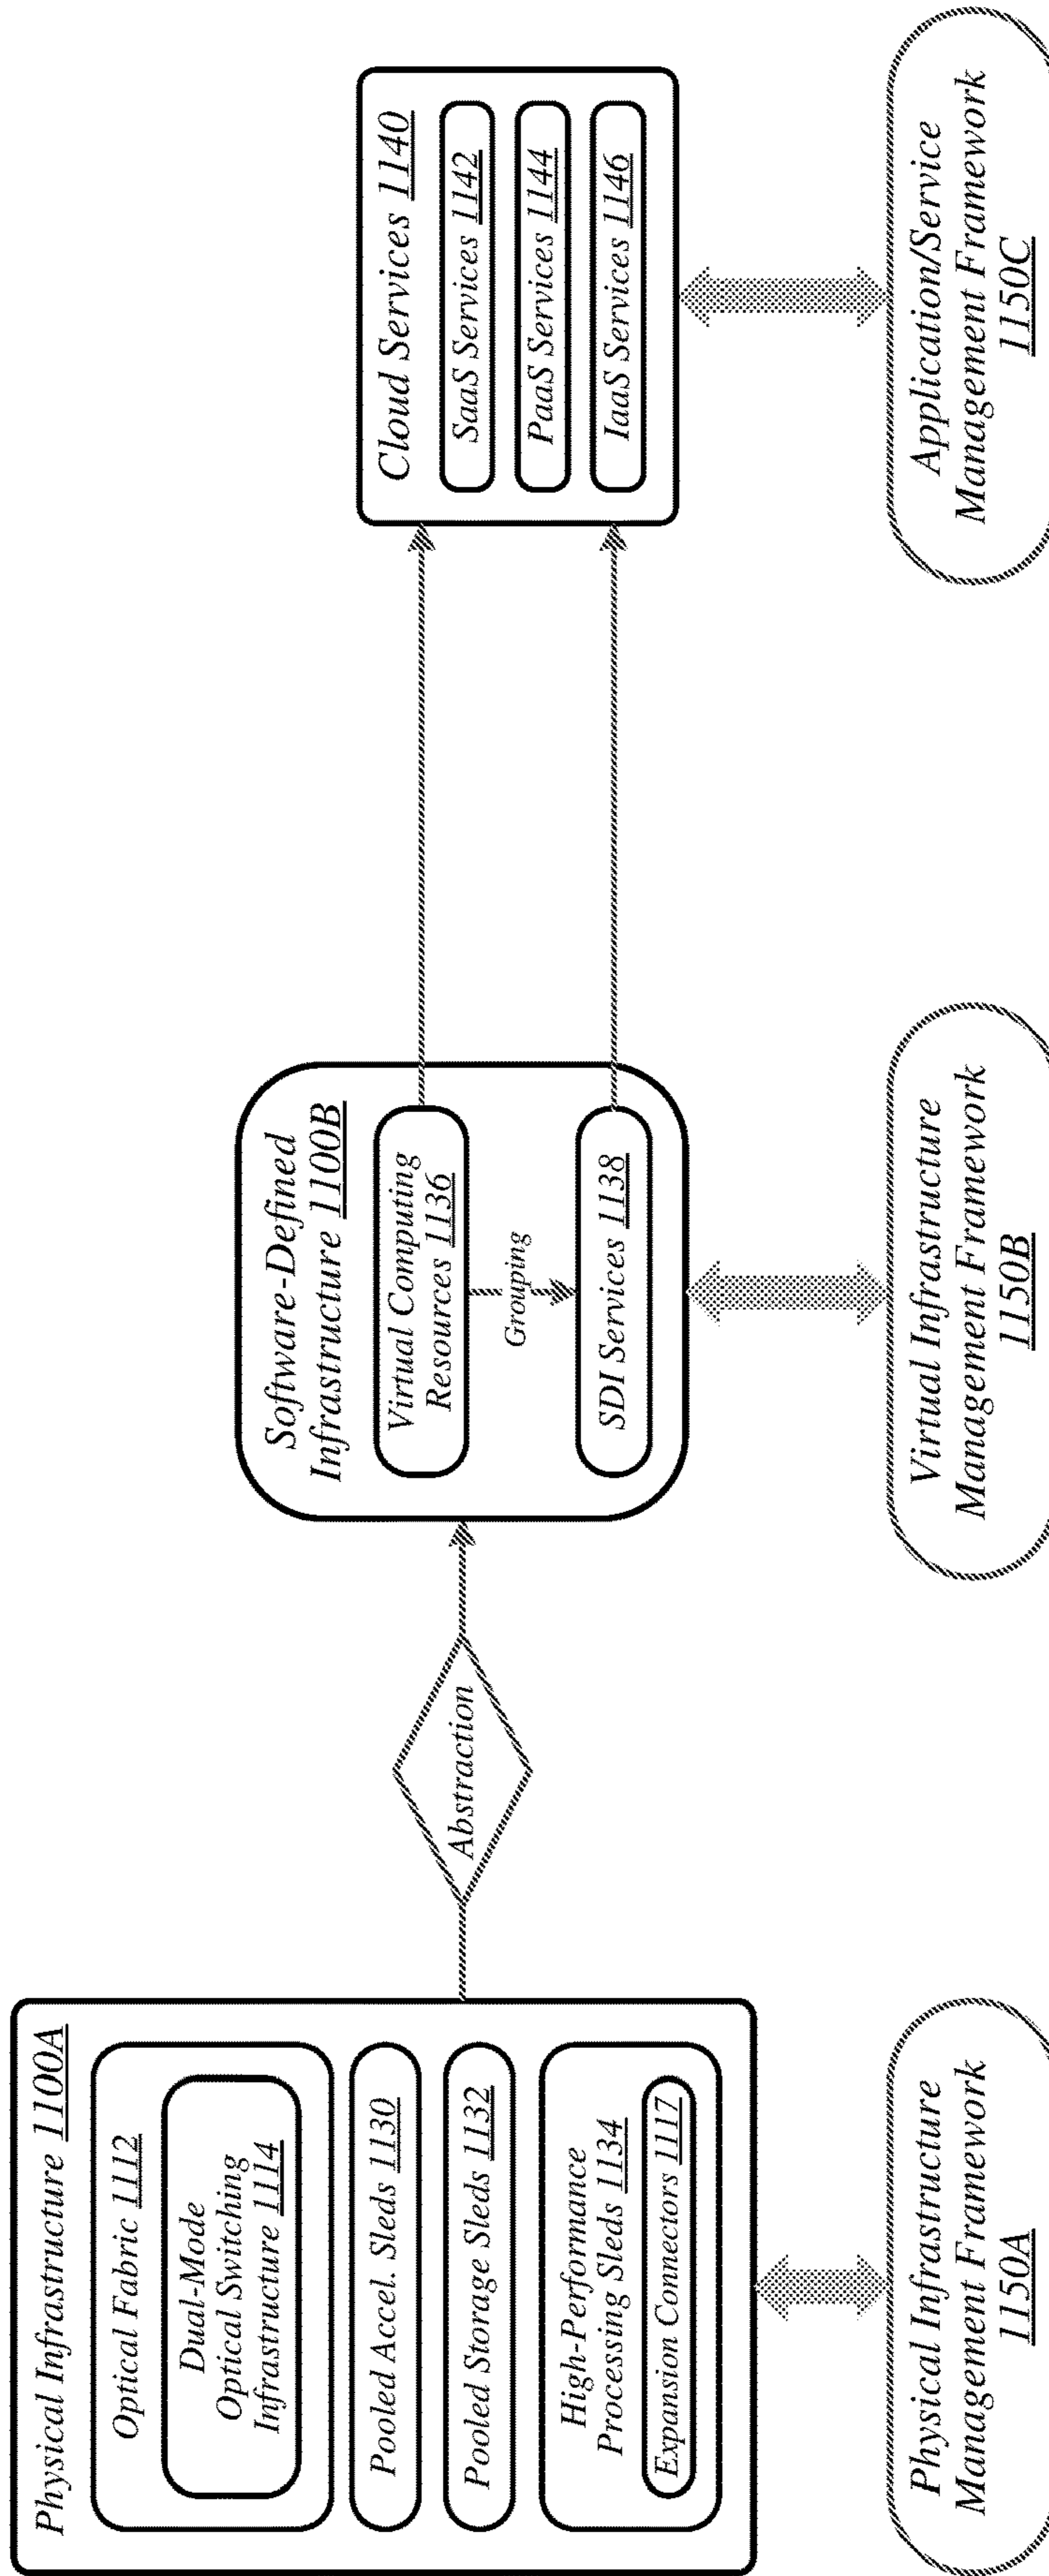 Physical Infrastructure 1100A
Optical Fabric 1112
Dual-Mode
Optical Switching
Infrastructure 1114
Pooled Accel. Sleds 1130
Pooled Storage Sleds 1132
High-Performance
Processing Sleds 1134
Expansion Connectors 1117
Abstraction
Software-Defined
Infrastructure 1100B
Virtual Computing
Resources 1136
Grouping
SDI Services 1138
Cloud Services 1140
SaaS Services 1142
PaaS Services 1144
IaaS Services 1146
Physical Infrastructure
Management Framework
1150A
Virtual Infrastructure
Management Framework
1150B
Application/Service
Management Framework
1150C